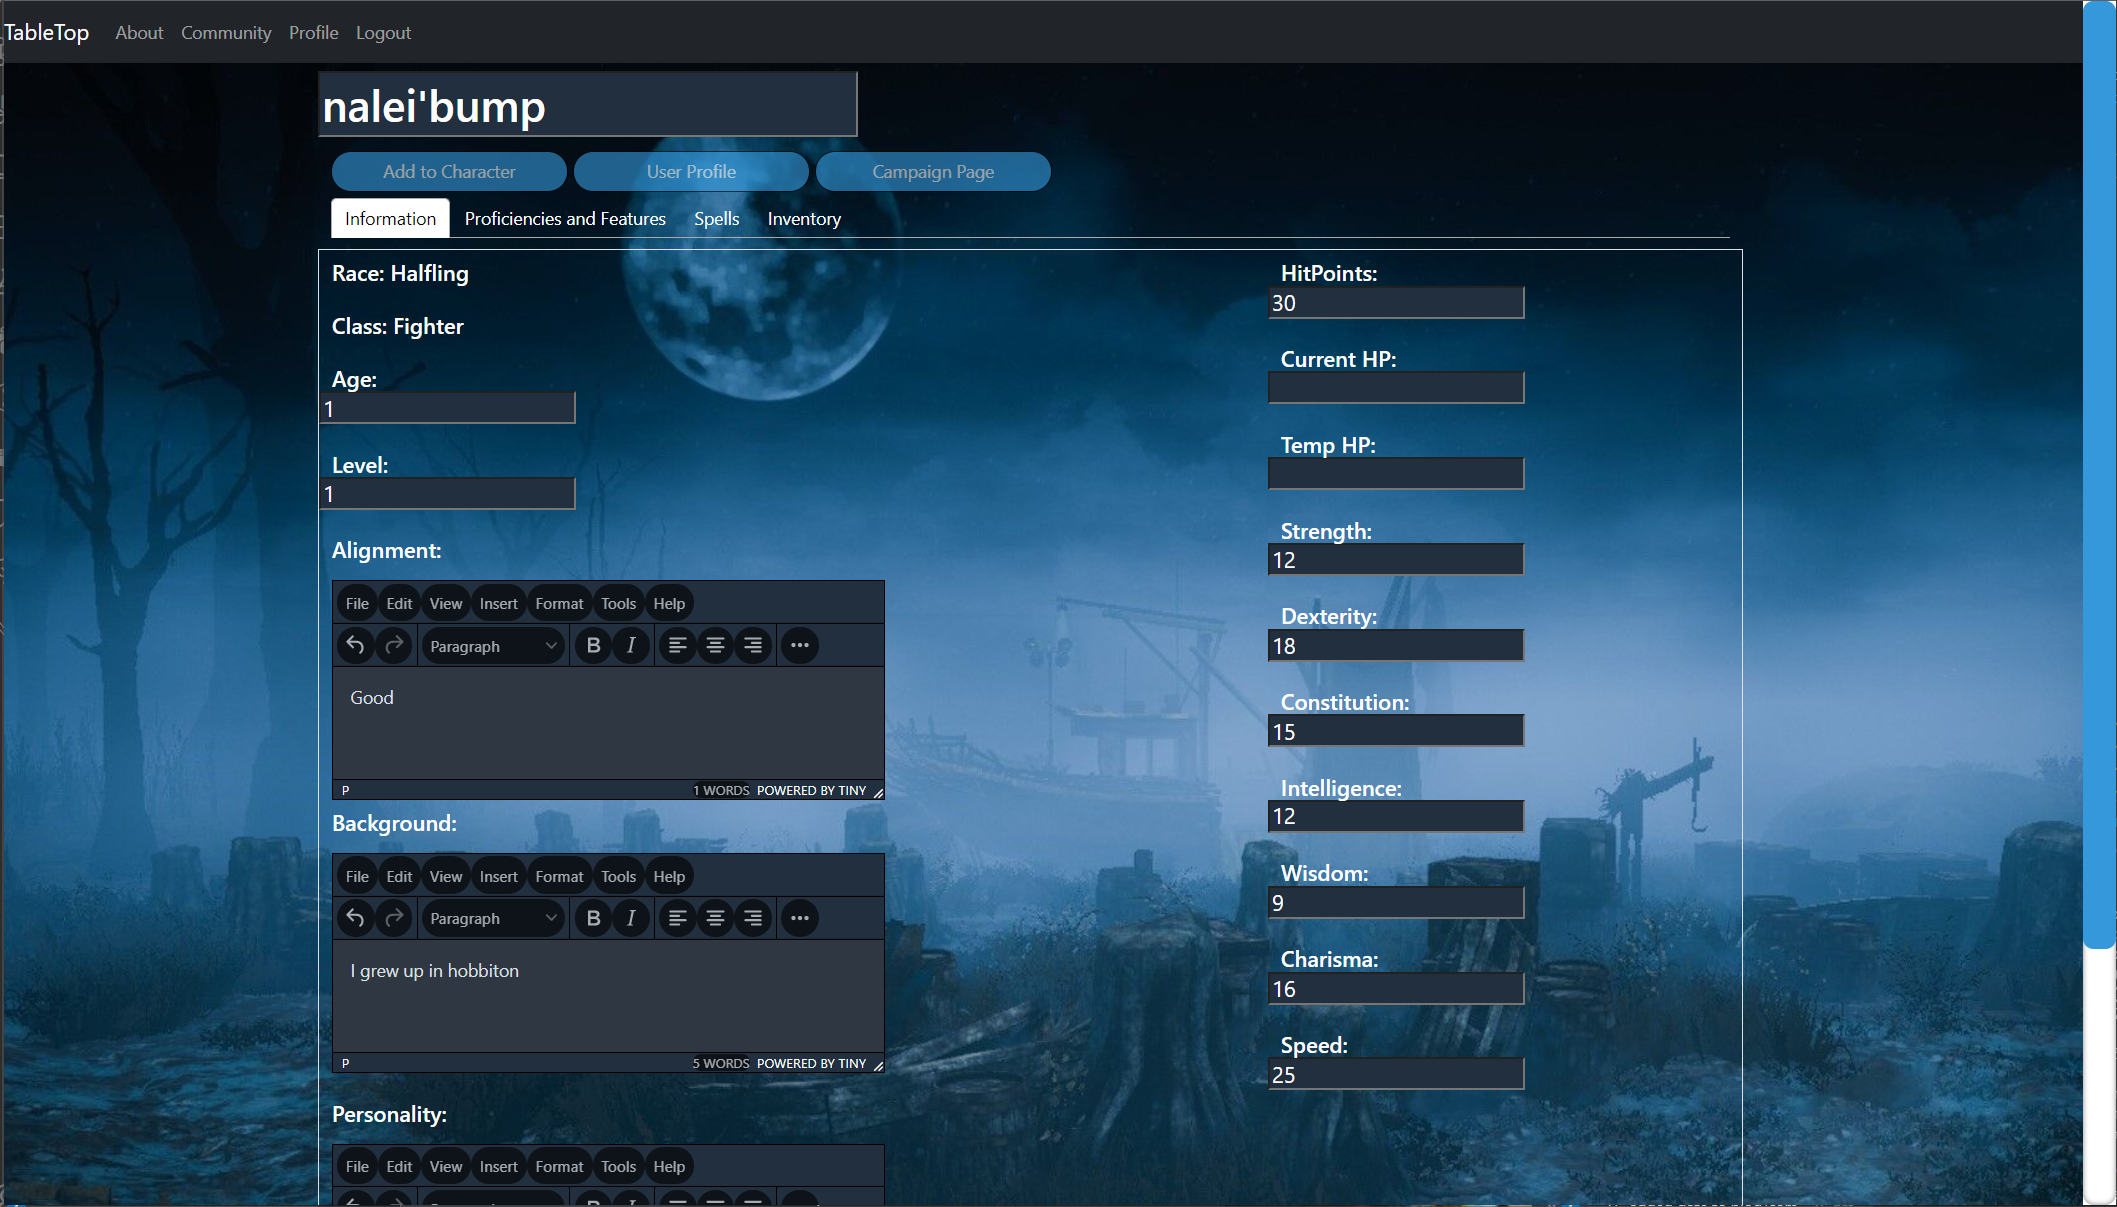 TableTop About Community Profile Logout
nalei'bump
Add to Character User Profile Campaign Page
Information Proficiencies and Features Spells Inventory
Race: Halfling
Class: Fighter
Age:
1
Level:
1
Alignment:
File Edit View Insert Format Tools Help
Paragraph B I
Good
P 1 WORDS POWERED BY TINY
Background:
File Edit View Insert Format Tools Help
Paragraph B I
I grew up in hobbiton
P 5 WORDS POWERED BY TINY
Personality:
File Edit View Insert Format Tools Help
HitPoints:
30
Current HP:
Temp HP:
Strength:
12
Dexterity:
18
Constitution:
15
Intelligence:
12
Wisdom:
9
Charisma:
16
Speed:
25